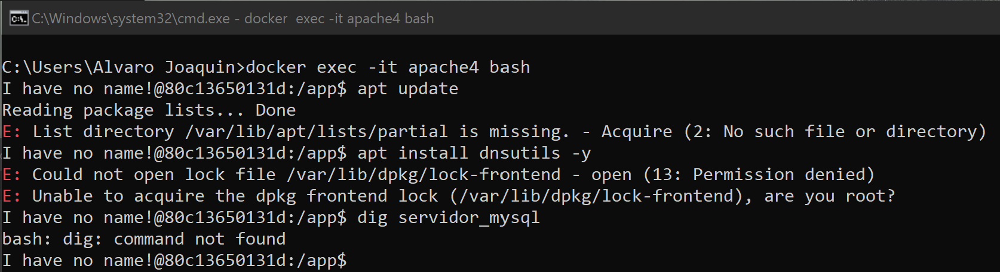 C:\Windows\system32\cmd.exe - docker  exec -it apache4 bash
C:\Users\Alvaro Joaquin>docker exec -it apache4 bash
I have no name!@80c13650131d:/app$ apt update
Reading package lists... Done
E: List directory /var/lib/apt/lists/partial is missing. - Acquire (2: No such file or directory)
I have no name!@80c13650131d:/app$ apt install dnsutils -y
E: Could not open lock file /var/lib/dpkg/lock-frontend - open (13: Permission denied)
E: Unable to acquire the dpkg frontend lock (/var/lib/dpkg/lock-frontend), are you root?
I have no name!@80c13650131d:/app$ dig servidor_mysql
bash: dig: command not found
I have no name!@80c13650131d:/app$